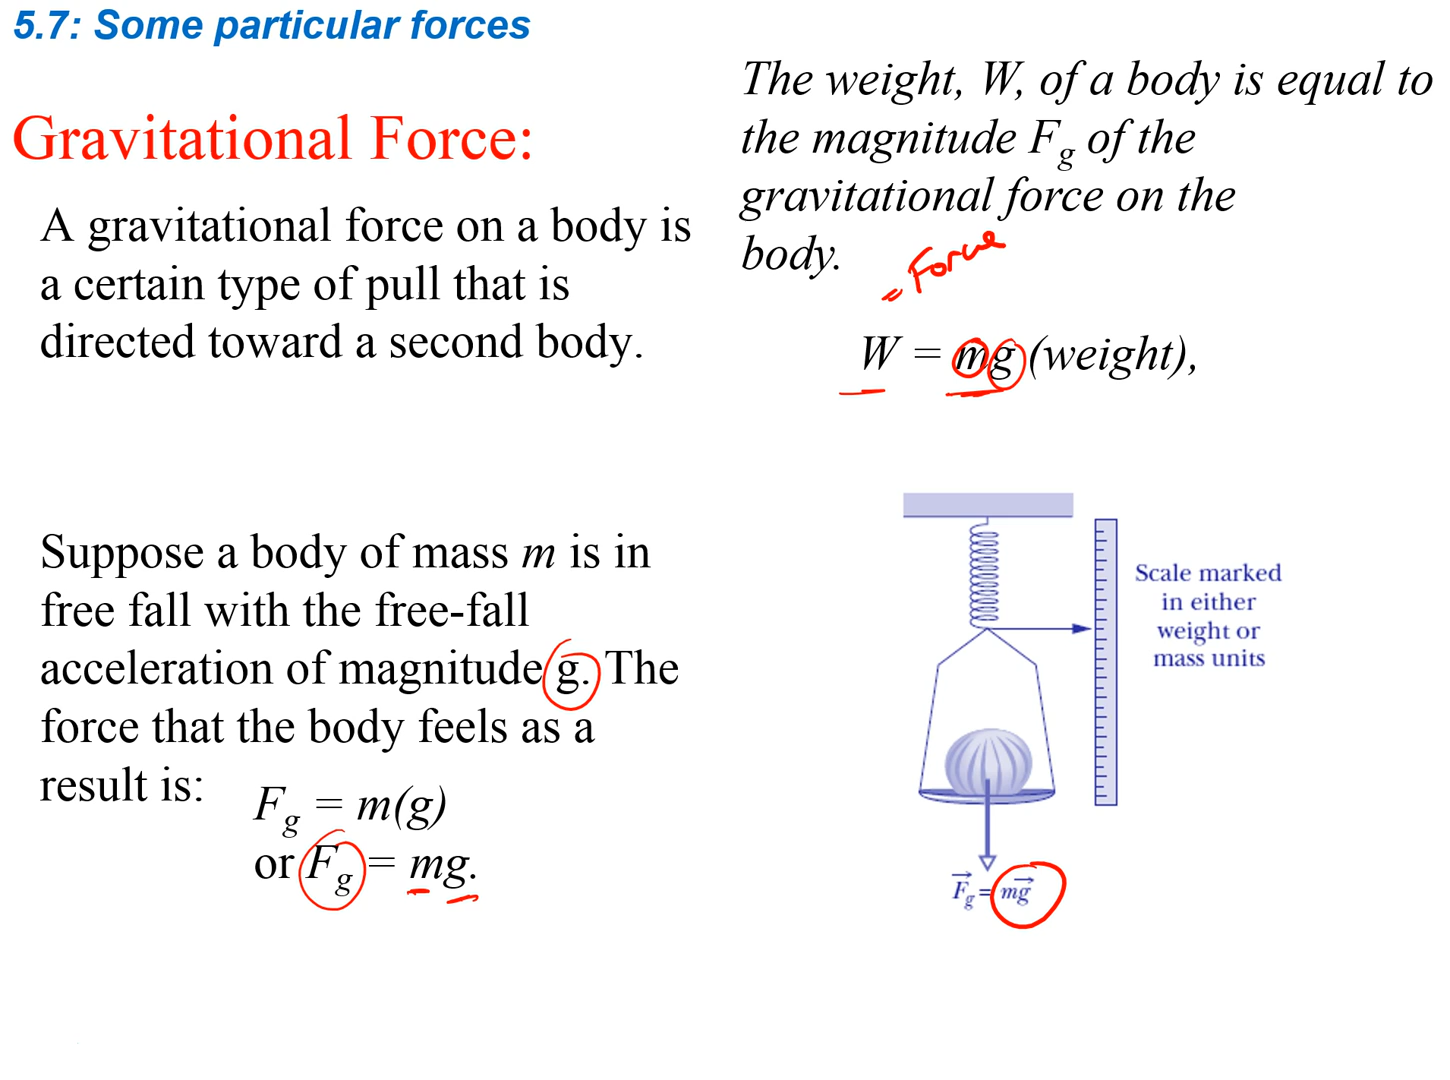 5.7: Some particular forces
Gravitational Force:
A gravitational force on a body is
a certain type of pull that is
directed toward a second body.
Suppose a body of mass m is in
free fall with the free-fall
acceleration of magnitude g. The
force that the body feels as a
result is:
Fg = m(g)
or Fg = mg.
The weight, W, of a body is equal to
the magnitude Fg of the
gravitational force on the
body.
= Force
W = mg (weight),
Scale marked
in either
weight or
mass units
F⃗g = mg⃗